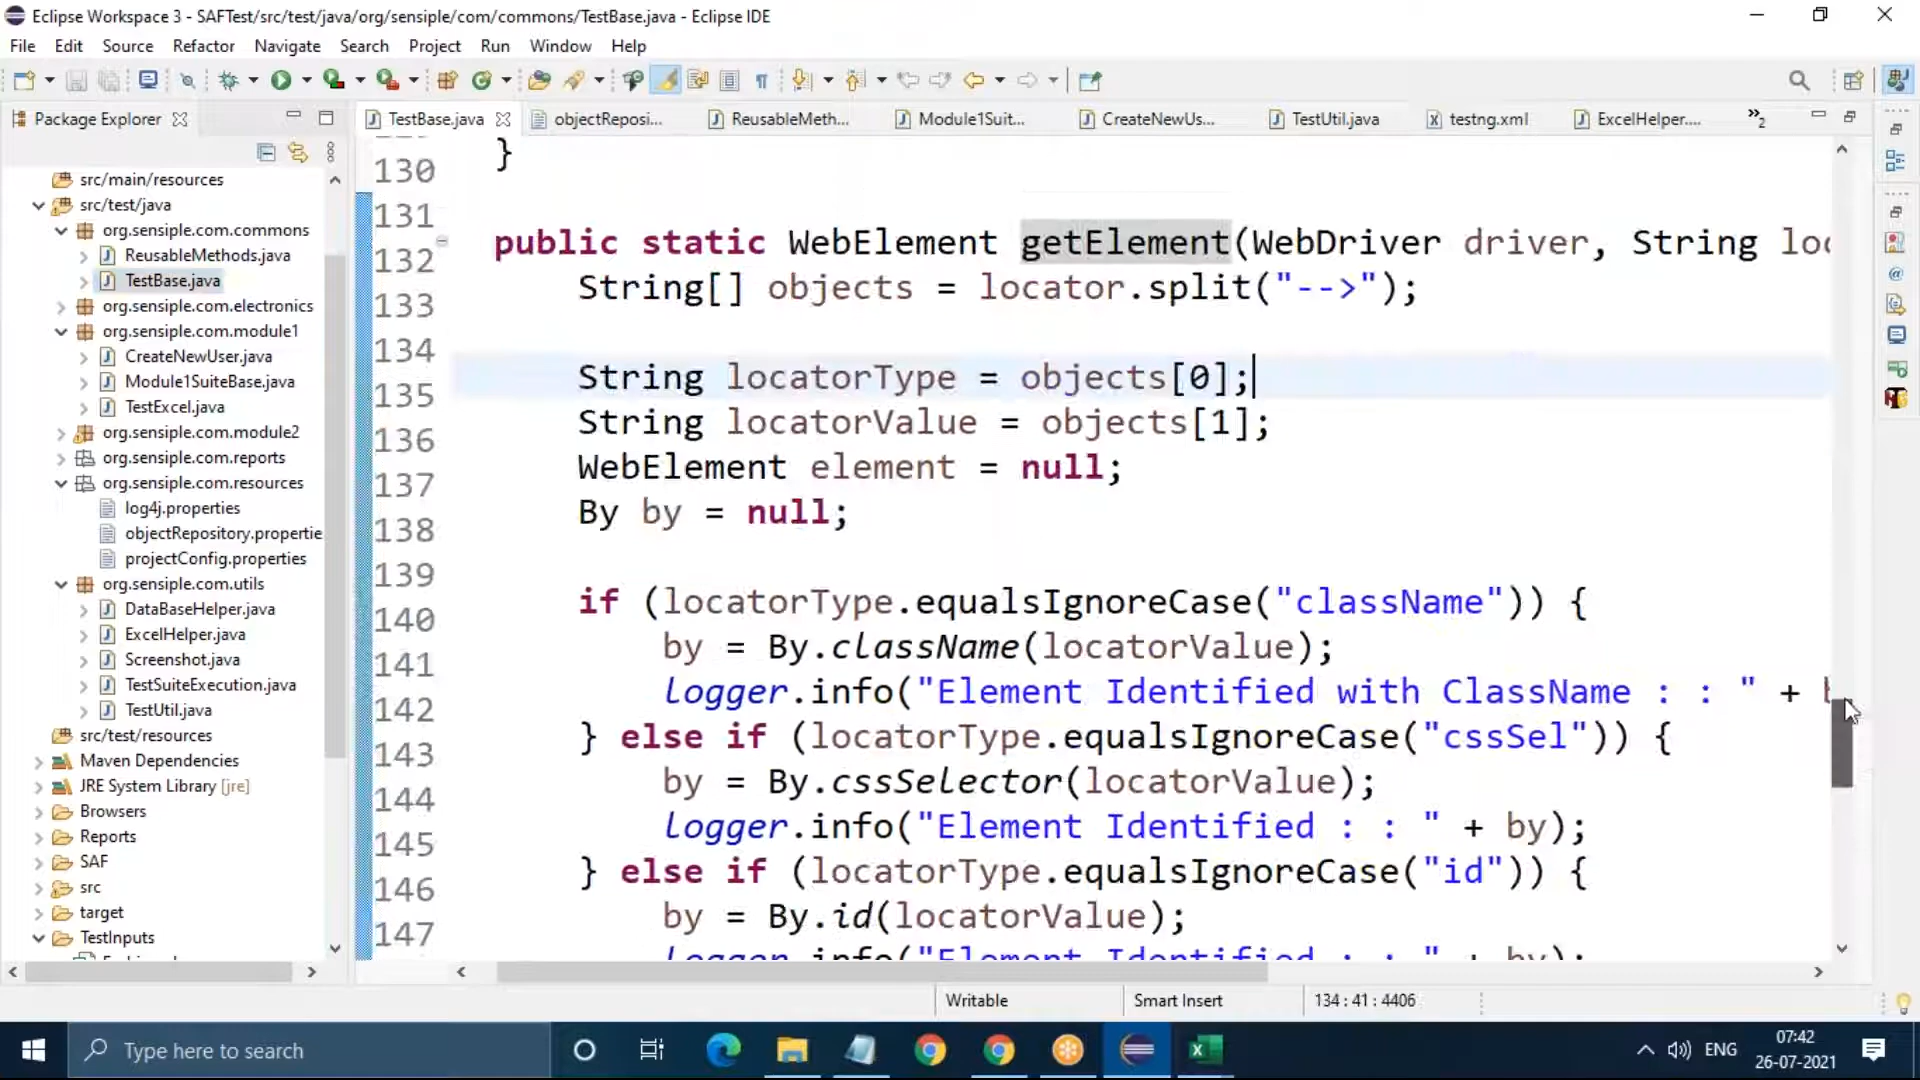 Eclipse Workspace 3 - SAFTest/src/test/java/org/sensiple/com/commons/TestBase.java - Eclipse IDE
File Edit Source Refactor Navigate Search Project Run Window Help
Package Explorer
TestBase.java objectReposi... ReusableMeth... Module1Suit... CreateNewUs... TestUtil.java testng.xml ExcelHelper.... »2
src/main/resources
src/test/java
org.sensiple.com.commons
ReusableMethods.java
TestBase.java
org.sensiple.com.electronics
org.sensiple.com.module1
CreateNewUser.java
Module1SuiteBase.java
TestExcel.java
org.sensiple.com.module2
org.sensiple.com.reports
org.sensiple.com.resources
log4j.properties
objectRepository.propertie
projectConfig.properties
org.sensiple.com.utils
DataBaseHelper.java
ExcelHelper.java
Screenshot.java
TestSuiteExecution.java
TestUtil.java
src/test/resources
Maven Dependencies
JRE System Library [jre]
Browsers
Reports
SAF
src
target
TestInputs
130 }
131
132 public static WebElement getElement(WebDriver driver, String loc
133 String[] objects = locator.split("-->");
134
135 String locatorType = objects[0];
136 String locatorValue = objects[1];
137 WebElement element = null;
138 By by = null;
139
140 if (locatorType.equalsIgnoreCase("className")) {
141 by = By.className(locatorValue);
142 logger.info("Element Identified with ClassName : : " +
143 } else if (locatorType.equalsIgnoreCase("cssSel")) {
144 by = By.cssSelector(locatorValue);
145 logger.info("Element Identified : : " + by);
146 } else if (locatorType.equalsIgnoreCase("id")) {
147 by = By.id(locatorValue);
logger.info("Element Identified : : " + by);
Writable Smart Insert 134 : 41 : 4406
Type here to search
ENG
07:42
26-07-2021